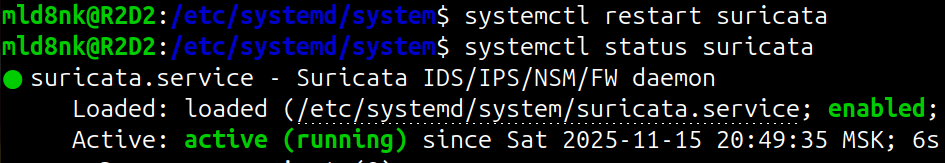 mld8nk@R2D2:/etc/systemd/system$ systemctl restart suricata
mld8nk@R2D2:/etc/systemd/system$ systemctl status suricata
● suricata.service - Suricata IDS/IPS/NSM/FW daemon
Loaded: loaded (/etc/systemd/system/suricata.service; enabled;
Active: active (running) since Sat 2025-11-15 20:49:35 MSK; 6s